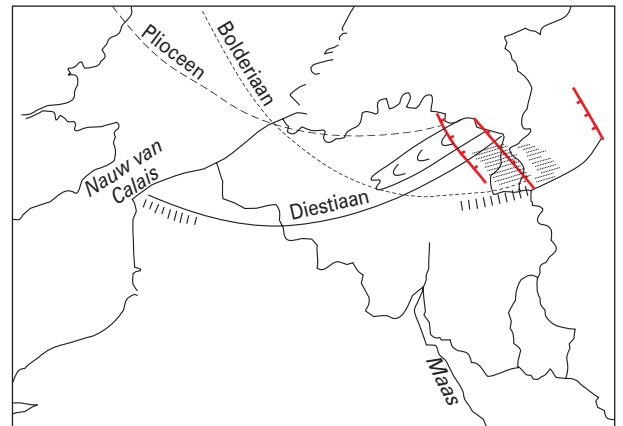 Plioceen
Bolderiaan
Nauw van
Calais
Diestiaan
Maas